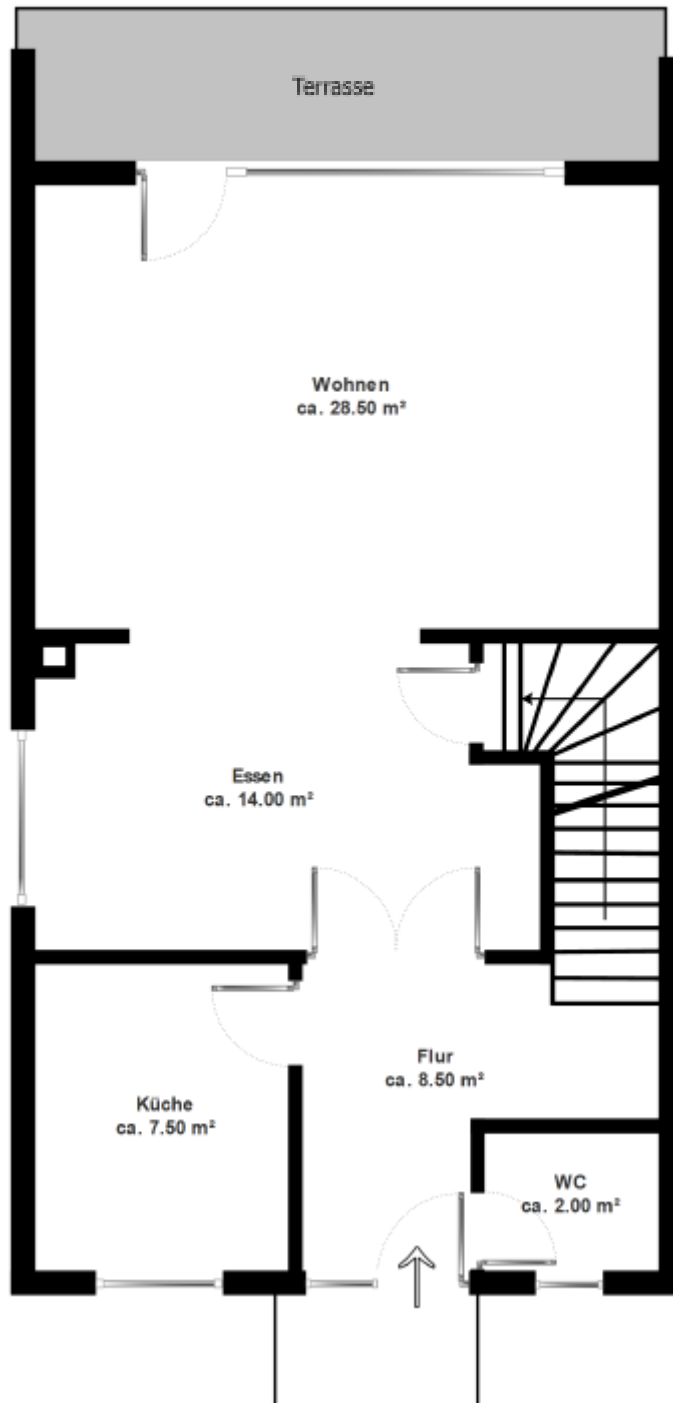 Terrasse
Wohnen
ca. 28.50 m²
Essen
ca. 14.00 m²
Flur
ca. 8.50 m²
Küche
ca. 7.50 m²
WC
ca. 2.00 m²